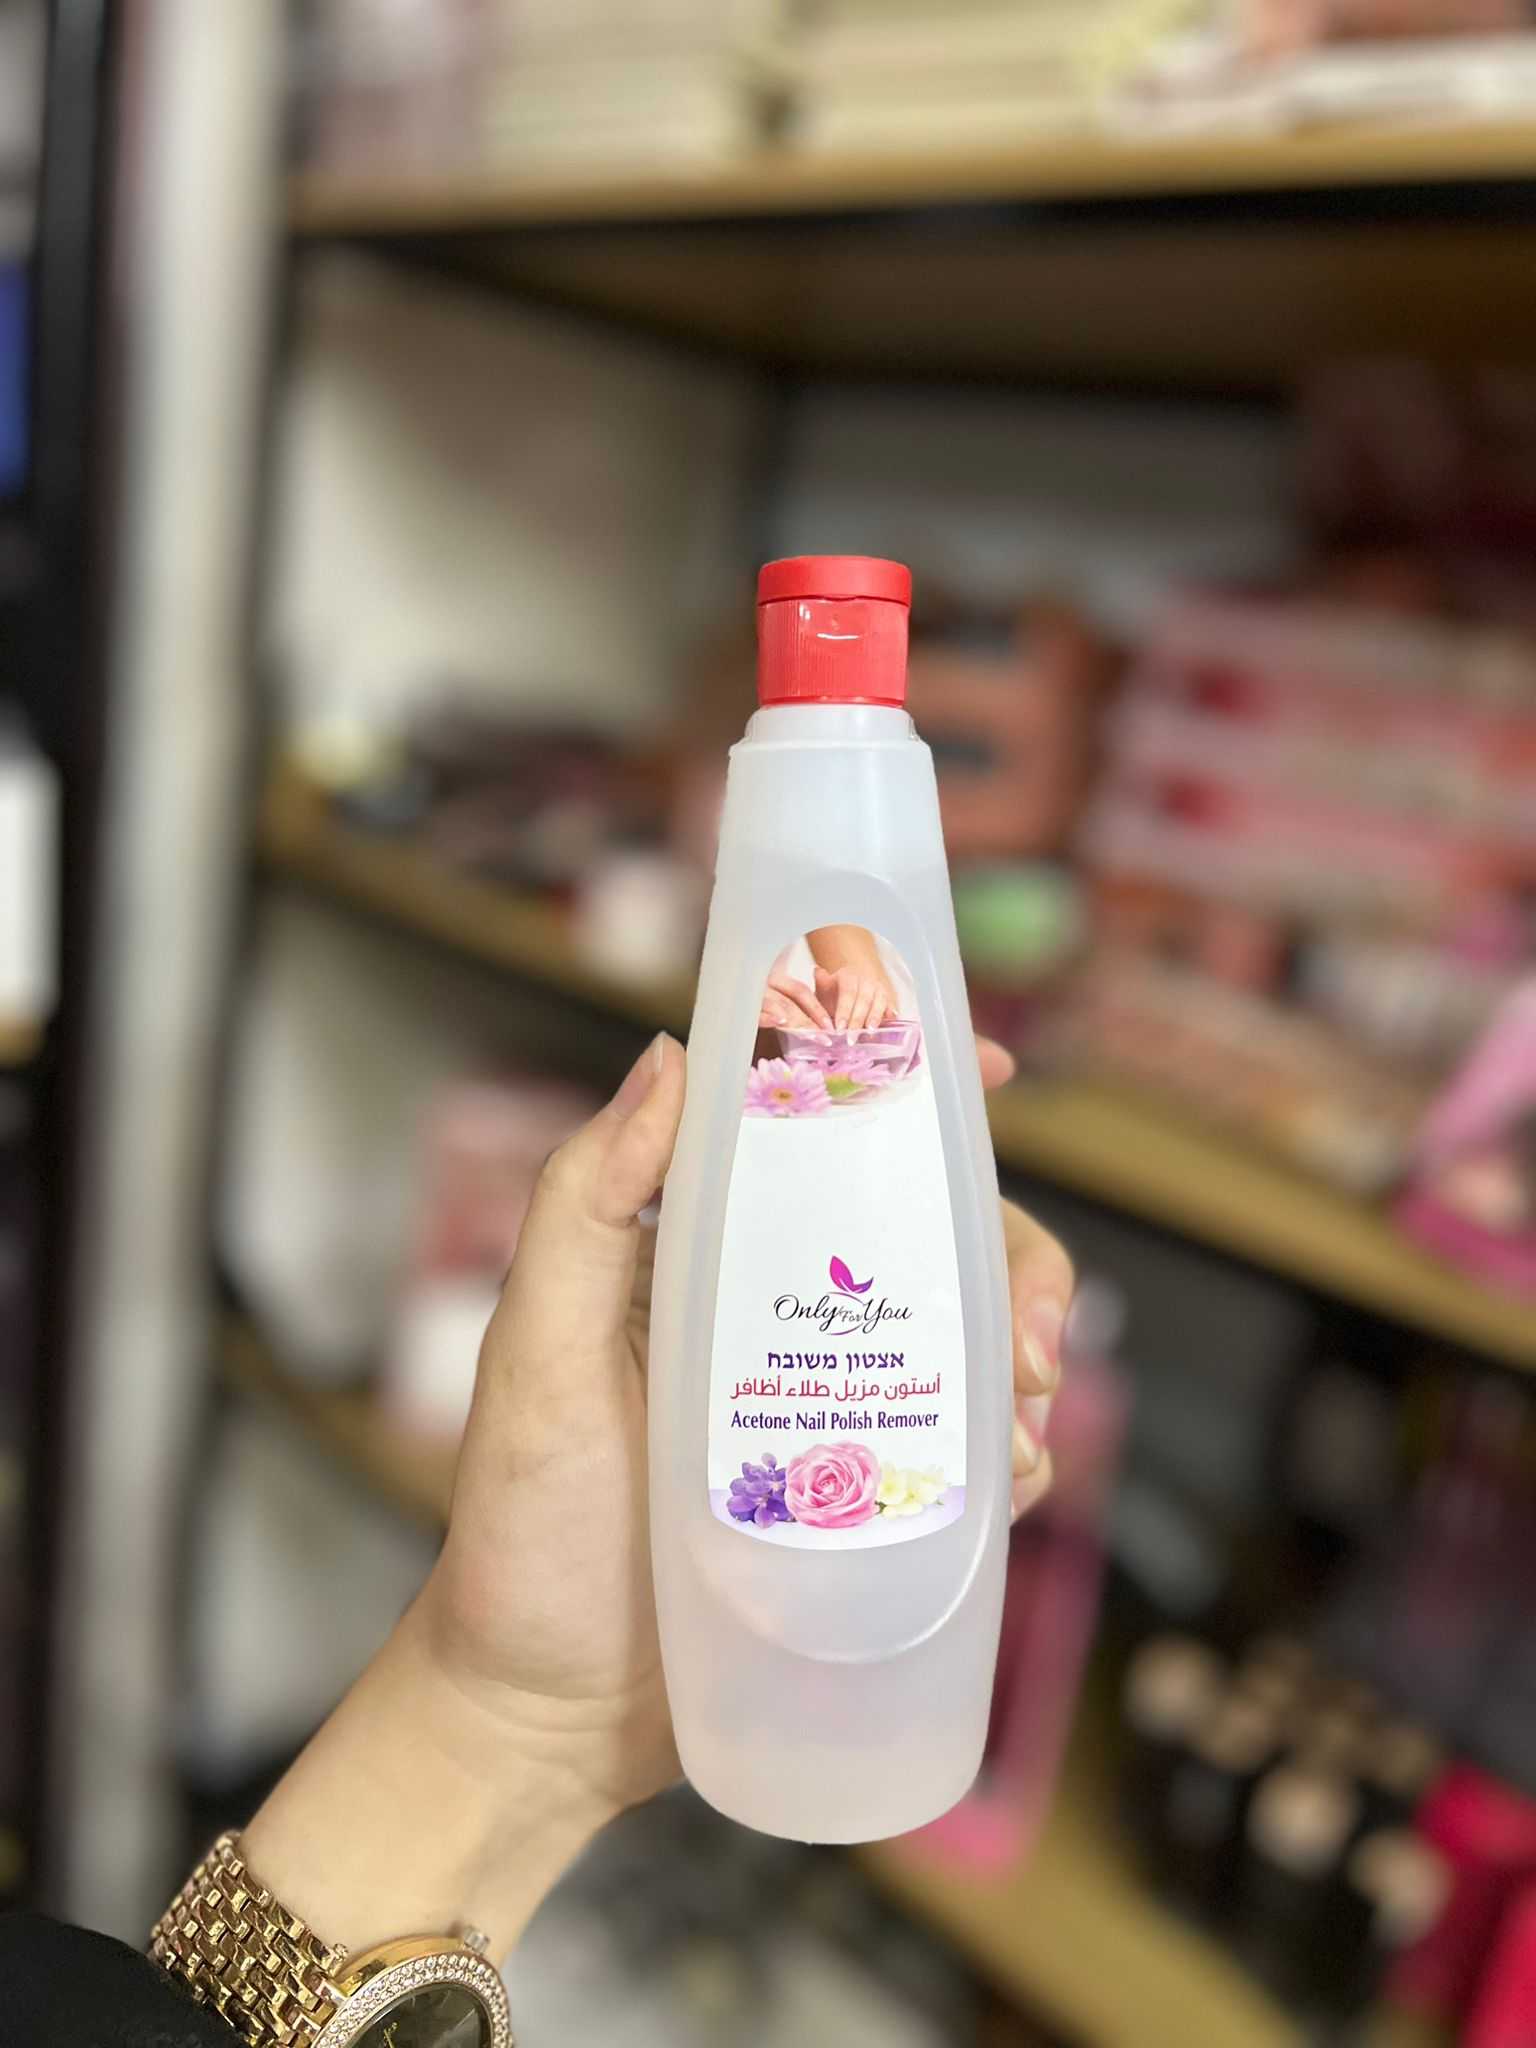 Only For You
אצטון משובח
أستون مزيل طلاء أظافر
Acetone Nail Polish Remover